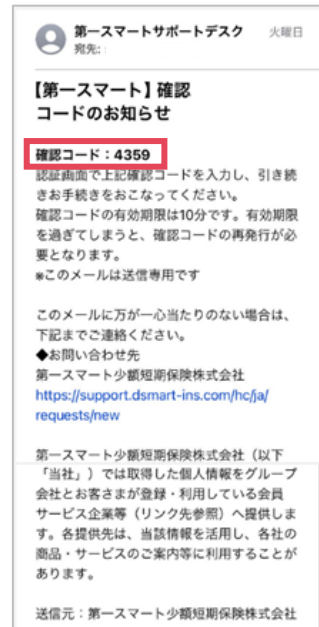 第一スマートサポートデスク 火曜日
宛先:
【第一スマート】確認
コードのお知らせ
確認コード：4359
認証画面で上記確認コードを入力し、引き続
きお手続きをおこなってください。
確認コードの有効期限は10分です。有効期限
を過ぎてしまうと、確認コードの再発行が必
要となります。
※このメールは送信専用です
このメールに万が一心当たりのない場合は、
下記までご連絡ください。
◆お問い合わせ先
第一スマート少額短期保険株式会社
https://support.dsmart-ins.com/hc/ja/
requests/new
第一スマート少額短期保険株式会社（以下
「当社」）では取得した個人情報をグループ
会社とお客さまが登録・利用している会員
サービス企業等（リンク先参照）へ提供しま
す。各提供先は、当該情報を活用し、各社の
商品・サービスのご案内等に利用することが
あります。
送信元：第一スマート少額短期保険株式会社